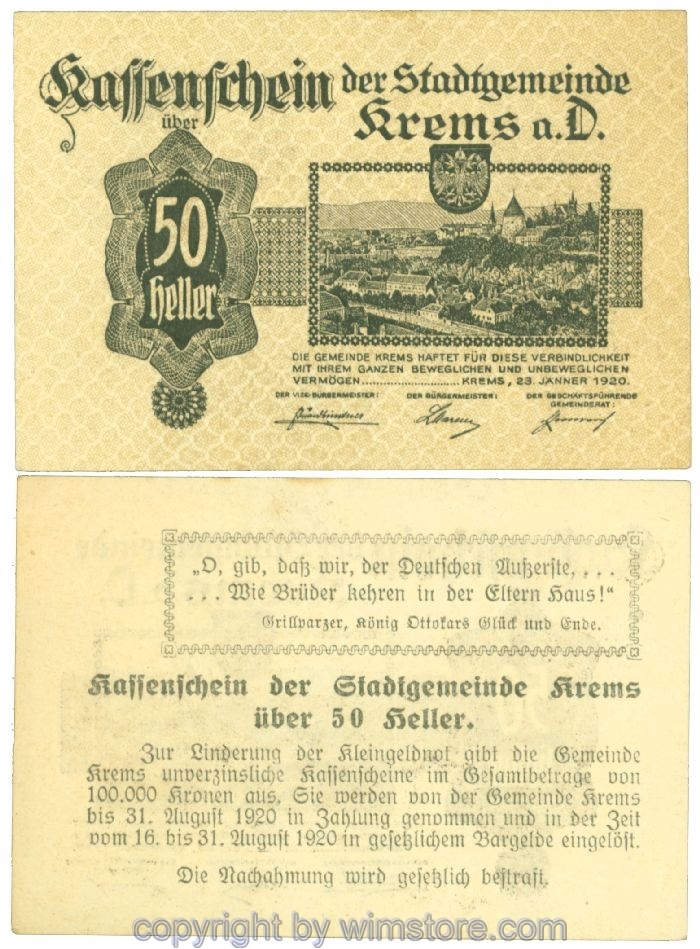 Kassenschein der Stadtgemeinde
über Krems a.D.
50
Heller
DIE GEMEINDE KREMS HAFTET FÜR DIESE VERBINDLICHKEIT
MIT IHREM GANZEN BEWEGLICHEN UND UNBEWEGLICHEN
VERMÖGEN......................KREMS, 23. JÄNNER 1920.
DER VIZE-BÜRGERMEISTER: DER BÜRGERMEISTER: DER GESCHÄFTSFÜHRENDE
GEMEINDERAT:
„O, gib, daß wir, der Deutschen Äußerste, . . .
. . . Wie Brüder kehren in der Eltern Haus!“
Grillparzer, König Ottokars Glück und Ende.
Kassenschein der Stadtgemeinde Krems
über 50 Heller.
Zur Linderung der Kleingeldnot gibt die Gemeinde
Krems unverzinsliche Kassenscheine im Gesamtbetrage von
100.000 Kronen aus. Sie werden von der Gemeinde Krems
bis 31. August 1920 in Zahlung genommen und in der Zeit
vom 16. bis 31. August 1920 in gesetzlichem Bargelde eingelöst.
Die Nachahmung wird gesetzlich bestraft.
copyright by wimstore.com